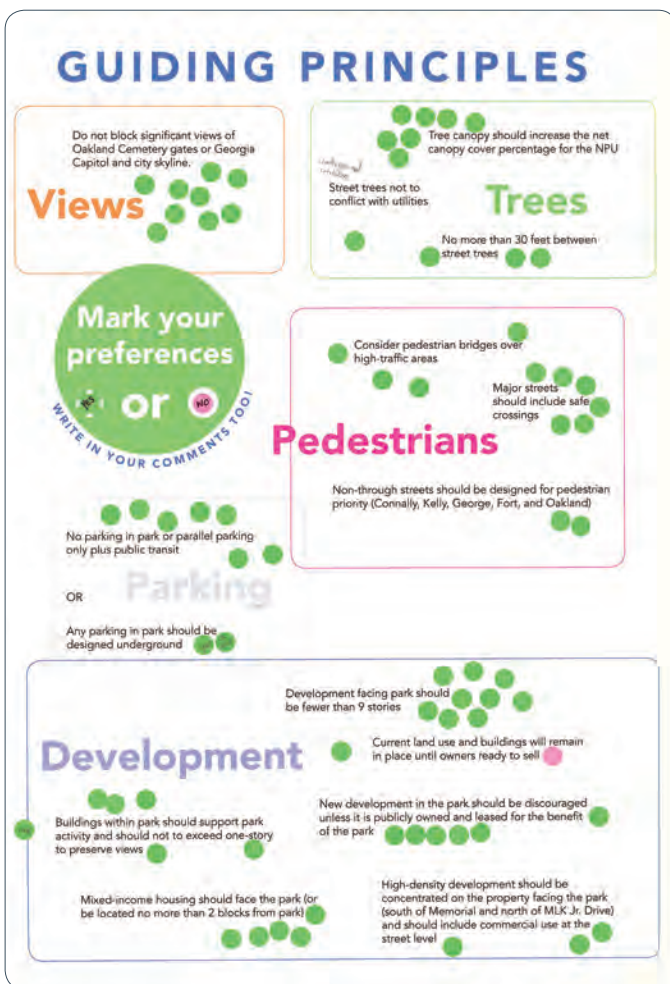 GUIDING PRINCIPLES
Do not block significant views of
Oakland Cemetery gates or Georgia
Capitol and city skyline.
Views
Tree canopy should increase the net
canopy cover percentage for the NPU
Street trees not to
conflict with utilities
Trees
No more than 30 feet between
street trees
Mark your
preferences
YES or NO
WRITE IN YOUR COMMENTS TOO!
Consider pedestrian bridges over
high-traffic areas
Major streets
should include safe
crossings
Pedestrians
Non-through streets should be designed for pedestrian
priority (Connally, Kelly, George, Fort, and Oakland)
No parking in park or parallel parking
only plus public transit
Parking
OR
Any parking in park should be
designed underground
Development facing park should
be fewer than 9 stories
Development
Current land use and buildings will remain
in place until owners ready to sell
Buildings within park should support park
activity and should not to exceed one-story
to preserve views
New development in the park should be discouraged
unless it is publicly owned and leased for the benefit
of the park
Mixed-income housing should face the park (or
be located no more than 2 blocks from park)
High-density development should be
concentrated on the property facing the park
(south of Memorial and north of MLK Jr. Drive)
and should include commercial use at the
street level